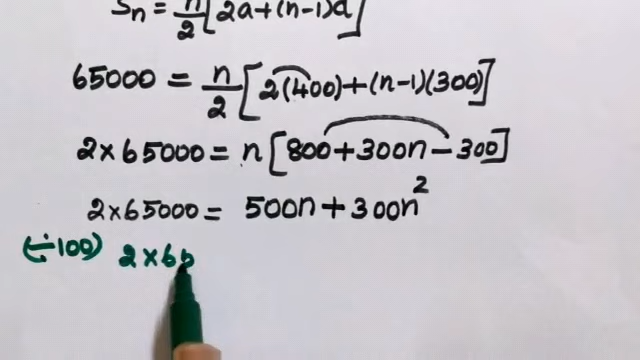 Sn = n/2 [2a+(n-1)d]
65000 = n/2 [2(400)+(n-1)(300)]
2×65000 = n[800+300n-300]
2×65000 = 500n+300n²
(÷100) 2×65